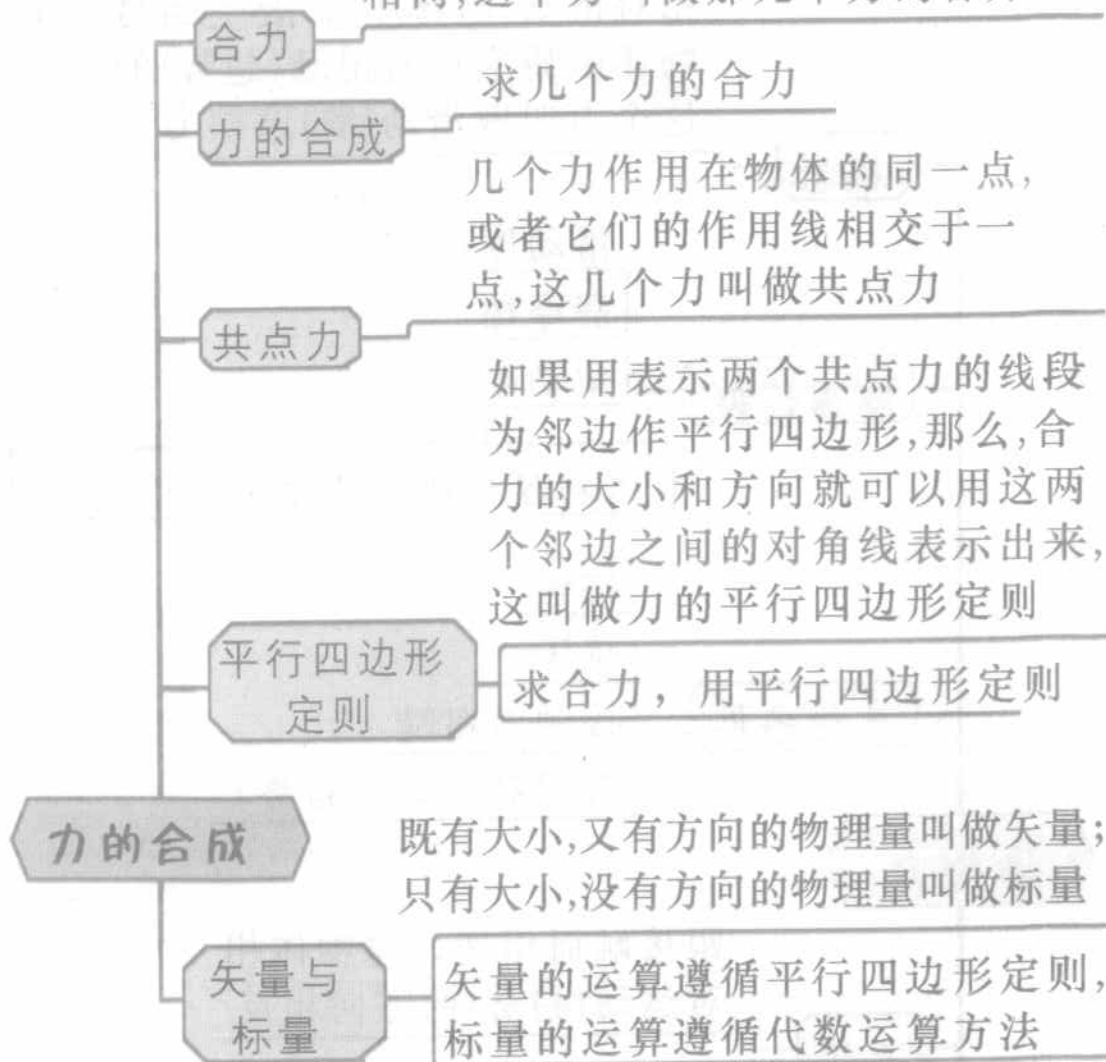 合力
求几个力的合力
力的合成
几个力作用在物体的同一点,
或者它们的作用线相交于一
点,这几个力叫做共点力
共点力
如果用表示两个共点力的线段
为邻边作平行四边形,那么,合
力的大小和方向就可以用这两
个邻边之间的对角线表示出来,
这叫做力的平行四边形定则
平行四边形
定则
求合力，用平行四边形定则
力的合成
既有大小,又有方向的物理量叫做矢量;
只有大小,没有方向的物理量叫做标量
矢量与
标量
矢量的运算遵循平行四边形定则,
标量的运算遵循代数运算方法